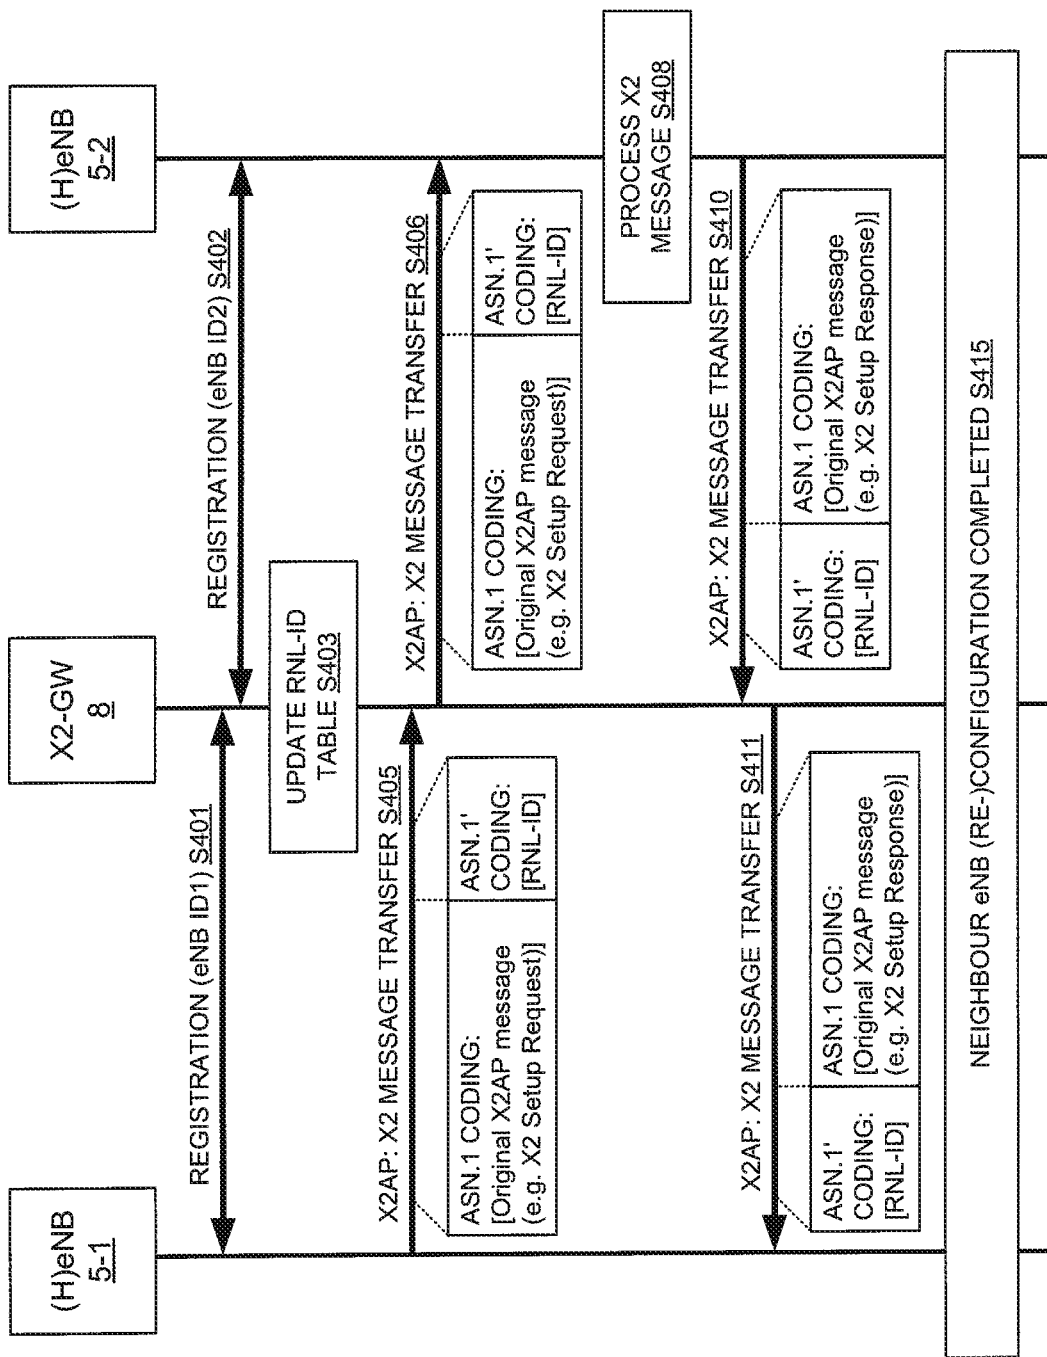 (H)eNB
5-1
X2-GW
8
(H)eNB
5-2
REGISTRATION (eNB ID1) S401
REGISTRATION (eNB ID2) S402
UPDATE RNL-ID
TABLE S403
X2AP: X2 MESSAGE TRANSFER S405
ASN.1 CODING:
[Original X2AP message
(e.g. X2 Setup Request)]
ASN.1'
CODING:
[RNL-ID]
X2AP: X2 MESSAGE TRANSFER S406
ASN.1 CODING:
[Original X2AP message
(e.g. X2 Setup Request)]
ASN.1'
CODING:
[RNL-ID]
PROCESS X2
MESSAGE S408
X2AP: X2 MESSAGE TRANSFER S410
ASN.1'
CODING:
[RNL-ID]
ASN.1 CODING:
[Original X2AP message
(e.g. X2 Setup Response)]
X2AP: X2 MESSAGE TRANSFER S411
ASN.1'
CODING:
[RNL-ID]
ASN.1 CODING:
[Original X2AP message
(e.g. X2 Setup Response)]
NEIGHBOUR eNB (RE-)CONFIGURATION COMPLETED S415